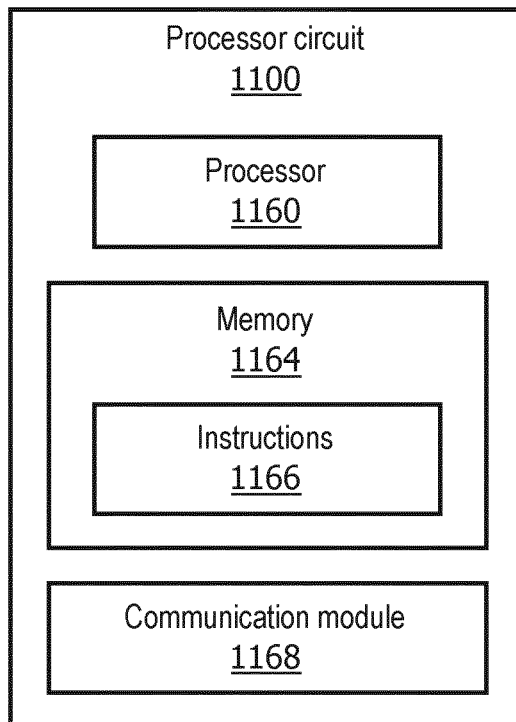 Processor circuit
1100
Processor
1160
Memory
1164
Instructions
1166
Communication module
1168